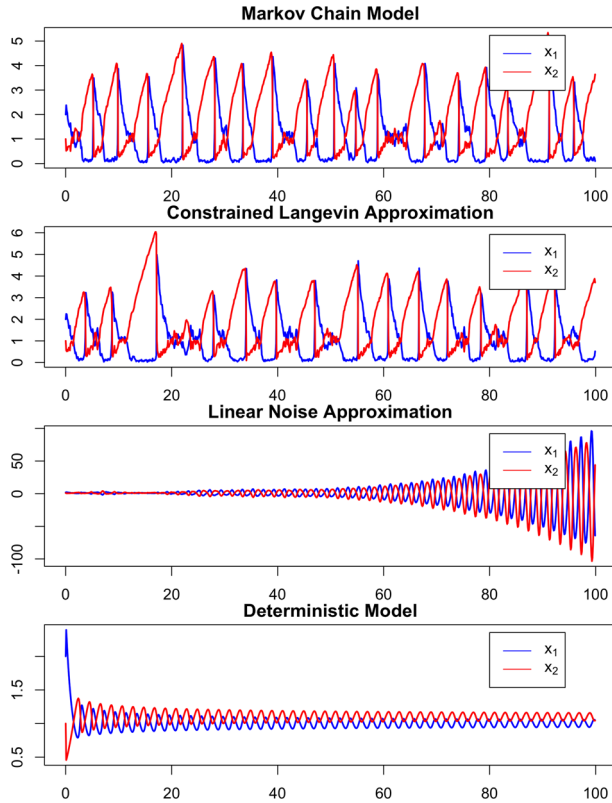 Markov Chain Model
5
4
3
2
1
0
x1
x2
0 20 40 60 80 100
Constrained Langevin Approximation
6
5
4
3
2
1
0
x1
x2
0 20 40 60 80 100
Linear Noise Approximation
50
0
-100
x1
x2
0 20 40 60 80 100
Deterministic Model
1.5
0.5
x1
x2
0 20 40 60 80 100